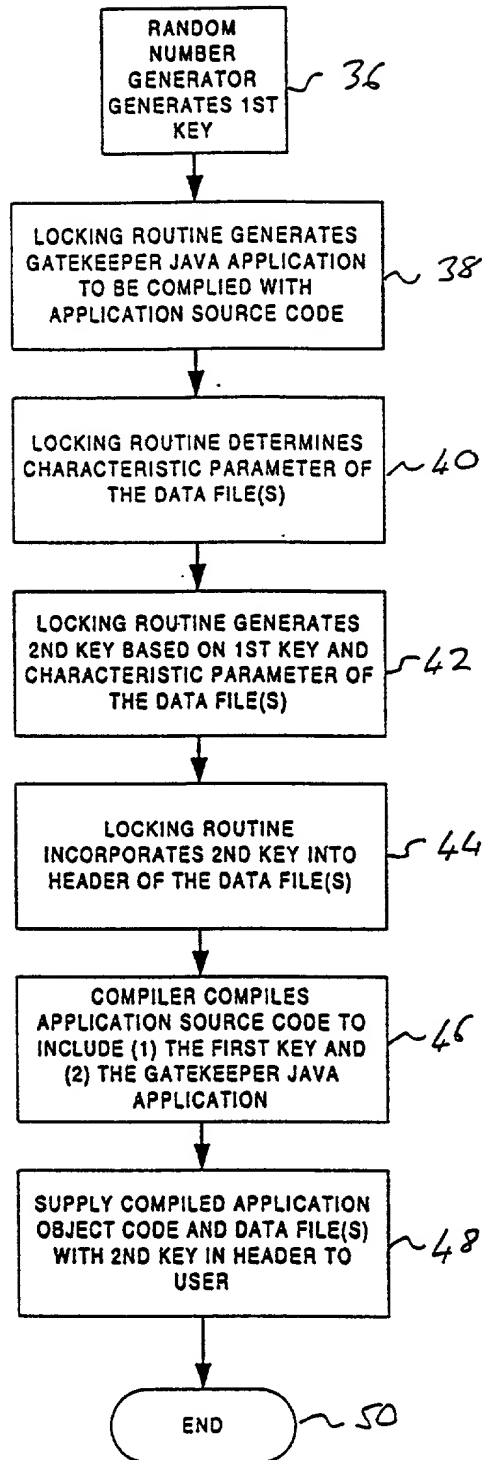 RANDOM
NUMBER
GENERATOR
GENERATES 1ST
KEY
36
LOCKING ROUTINE GENERATES
GATEKEEPER JAVA APPLICATION
TO BE COMPLIED WITH
APPLICATION SOURCE CODE
38
LOCKING ROUTINE DETERMINES
CHARACTERISTIC PARAMETER OF
THE DATA FILE(S)
40
LOCKING ROUTINE GENERATES
2ND KEY BASED ON 1ST KEY AND
CHARACTERISTIC PARAMETER OF
THE DATA FILE(S)
42
LOCKING ROUTINE
INCORPORATES 2ND KEY INTO
HEADER OF THE DATA FILE(S)
44
COMPILER COMPILES
APPLICATION SOURCE CODE TO
INCLUDE (1) THE FIRST KEY AND
(2) THE GATEKEEPER JAVA
APPLICATION
46
SUPPLY COMPILED APPLICATION
OBJECT CODE AND DATA FILE(S)
WITH 2ND KEY IN HEADER TO
USER
48
END
50